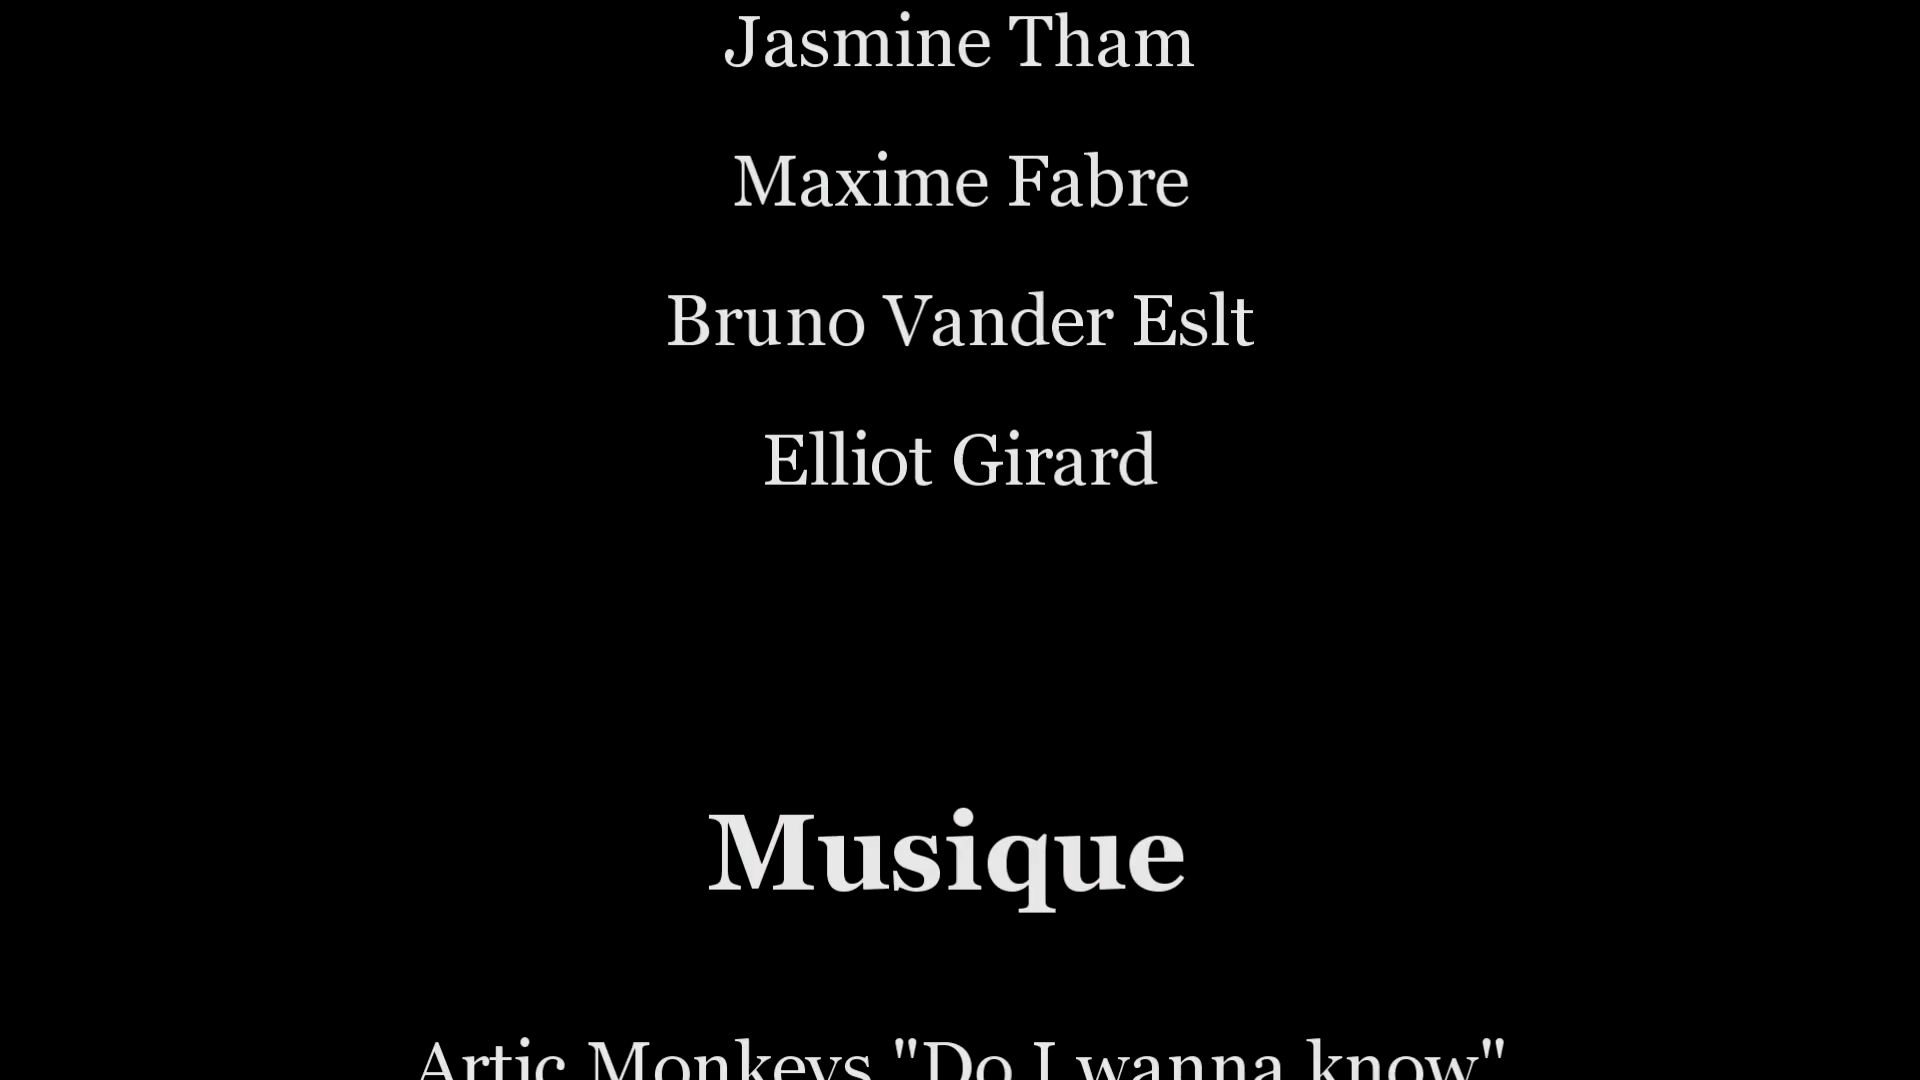 Jasmine Tham
Maxime Fabre
Bruno Vander Eslt
Elliot Girard
Musique
Artic Monkeys "Do I wanna know"